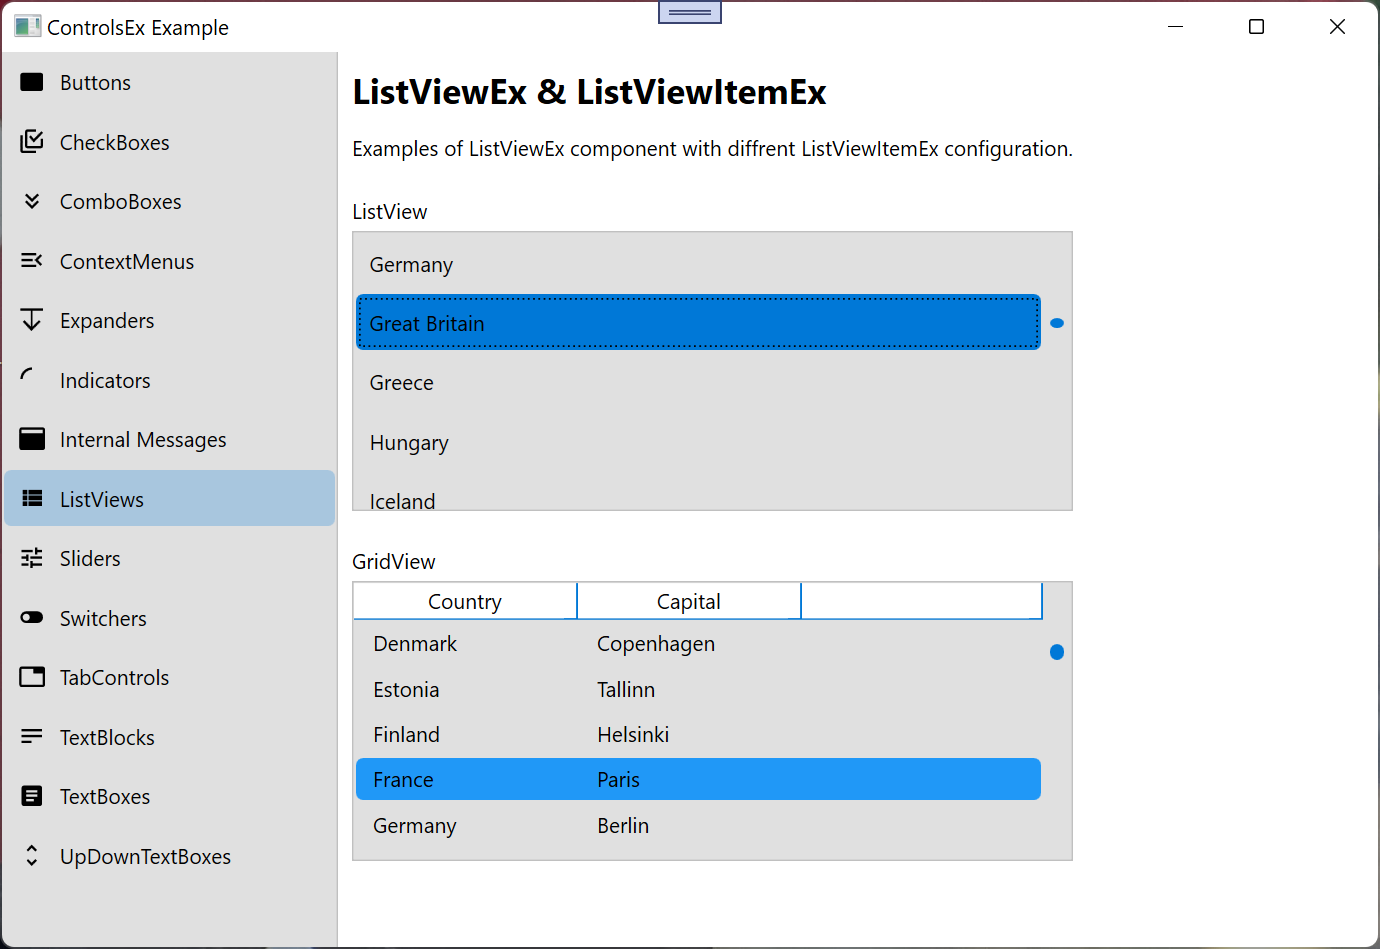 ControlsEx Example
Buttons
CheckBoxes
ComboBoxes
ContextMenus
Expanders
Indicators
Internal Messages
ListViews
Sliders
Switchers
TabControls
TextBlocks
TextBoxes
UpDownTextBoxes
ListViewEx & ListViewItemEx
Examples of ListViewEx component with diffrent ListViewItemEx configuration.
ListView
Germany
Great Britain
Greece
Hungary
Iceland
GridView
Country Capital
Denmark Copenhagen
Estonia Tallinn
Finland Helsinki
France Paris
Germany Berlin